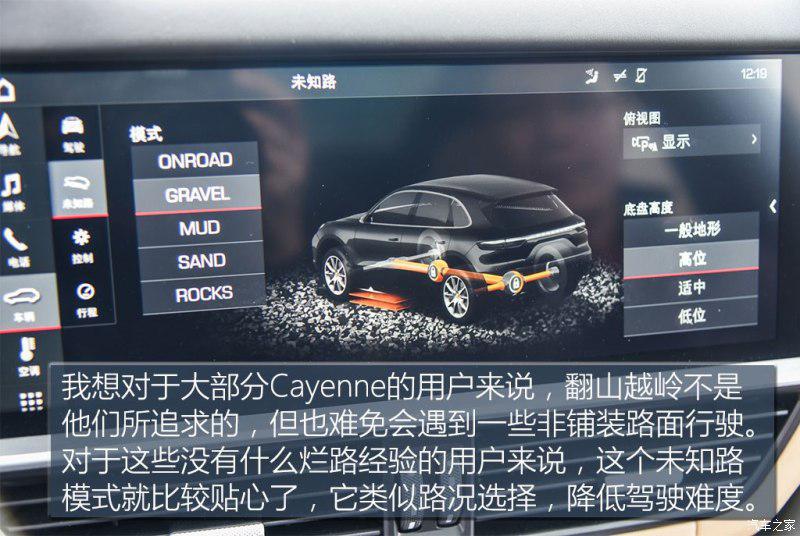 未知路
12:19
导航
媒体
电话
车辆
空调
驾驶
未知路
控制
行程
模式
ONROAD
GRAVEL
MUD
SAND
ROCKS
俯视图
显示
底盘高度
一般地形
高位
适中
低位
我想对于大部分Cayenne的用户来说，翻山越岭不是
他们所追求的，但也难免会遇到一些非铺装路面行驶。
对于这些没有什么烂路经验的用户来说，这个未知路
模式就比较贴心了，它类似路况选择，降低驾驶难度。
汽车之家